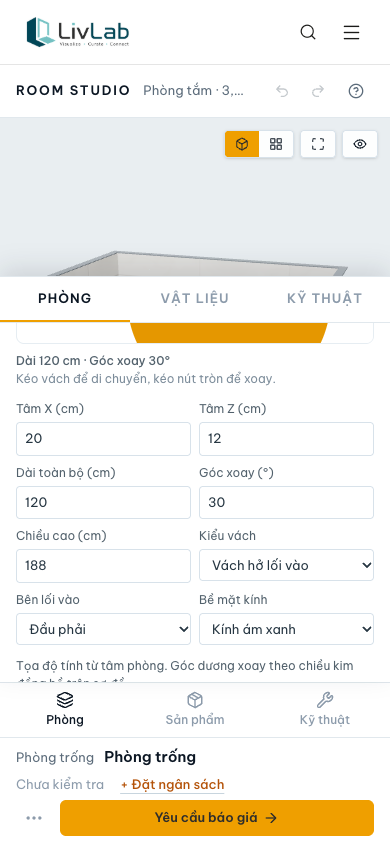 LivLab
Visualise · Curate · Connect
ROOM STUDIO Phòng tắm · 3,...
PHÒNG VẬT LIỆU KỸ THUẬT
Dài 120 cm · Góc xoay 30°
Kéo vách để di chuyển, kéo nút tròn để xoay.
Tâm X (cm) Tâm Z (cm)
20 12
Dài toàn bộ (cm) Góc xoay (°)
120 30
Chiều cao (cm) Kiểu vách
188 Vách hở lối vào
Bên lối vào Bề mặt kính
Đầu phải Kính ám xanh
Tọa độ tính từ tâm phòng. Góc dương xoay theo chiều kim
Phòng Sản phẩm Kỹ thuật
Phòng trống Phòng trống
Chưa kiểm tra + Đặt ngân sách
Yêu cầu báo giá →